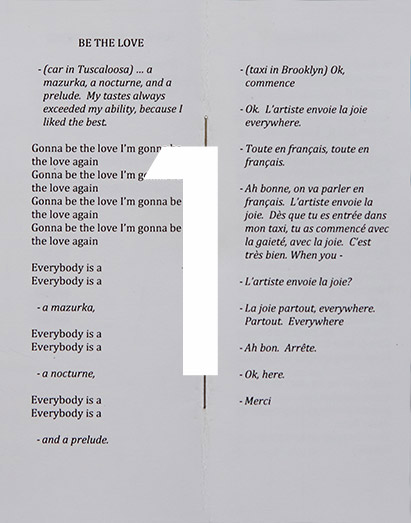 BE THE LOVE
- (car in Tuscaloosa) ... a
mazurka, a nocturne, and a
prelude. My tastes always
exceeded my ability, because I
liked the best.
Gonna be the love I'm gonna be
the love again
Gonna be the love I'm
the love again
Gonna be the love I'm gonna be
the love again
Gonna be the love I'm gonna be
the love again
Everybody is a
Everybody is a
- a mazurka,
Everybody is a
Everybody is a
- a nocturne,
Everybody is a
Everybody is a
- and a prelude.
1
- (taxi in Brooklyn) Ok,
commence
- Ok. L'artiste envoie la joie
everywhere.
- Toute en français, toute en
français.
- Ah bonne, on va parler en
français. L'artiste envoie la
joie. Dès que tu es entrée dans
mon taxi, tu as commencé avec
la gaieté, avec la joie. C'est
très bien. When you -
- L'artiste envoie la joie?
- La joie partout, everywhere.
Partout. Everywhere
- Ah bon. Arrête.
- Ok, here.
- Merci